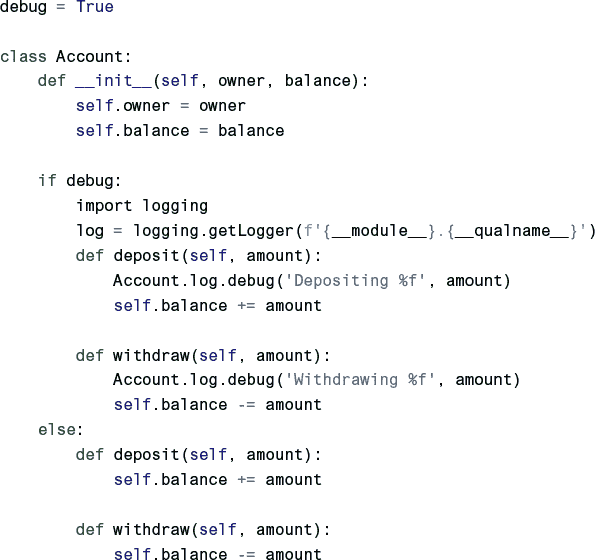 debug = True

class Account:
    def __init__(self, owner, balance):
        self.owner = owner
        self.balance = balance

    if debug:
        import logging
        log = logging.getLogger(f'{__module__}.{__qualname__}')
        def deposit(self, amount):
            Account.log.debug('Depositing %f', amount)
            self.balance += amount

        def withdraw(self, amount):
            Account.log.debug('Withdrawing %f', amount)
            self.balance -= amount
    else:
        def deposit(self, amount):
            self.balance += amount

        def withdraw(self, amount):
            self.balance -= amount